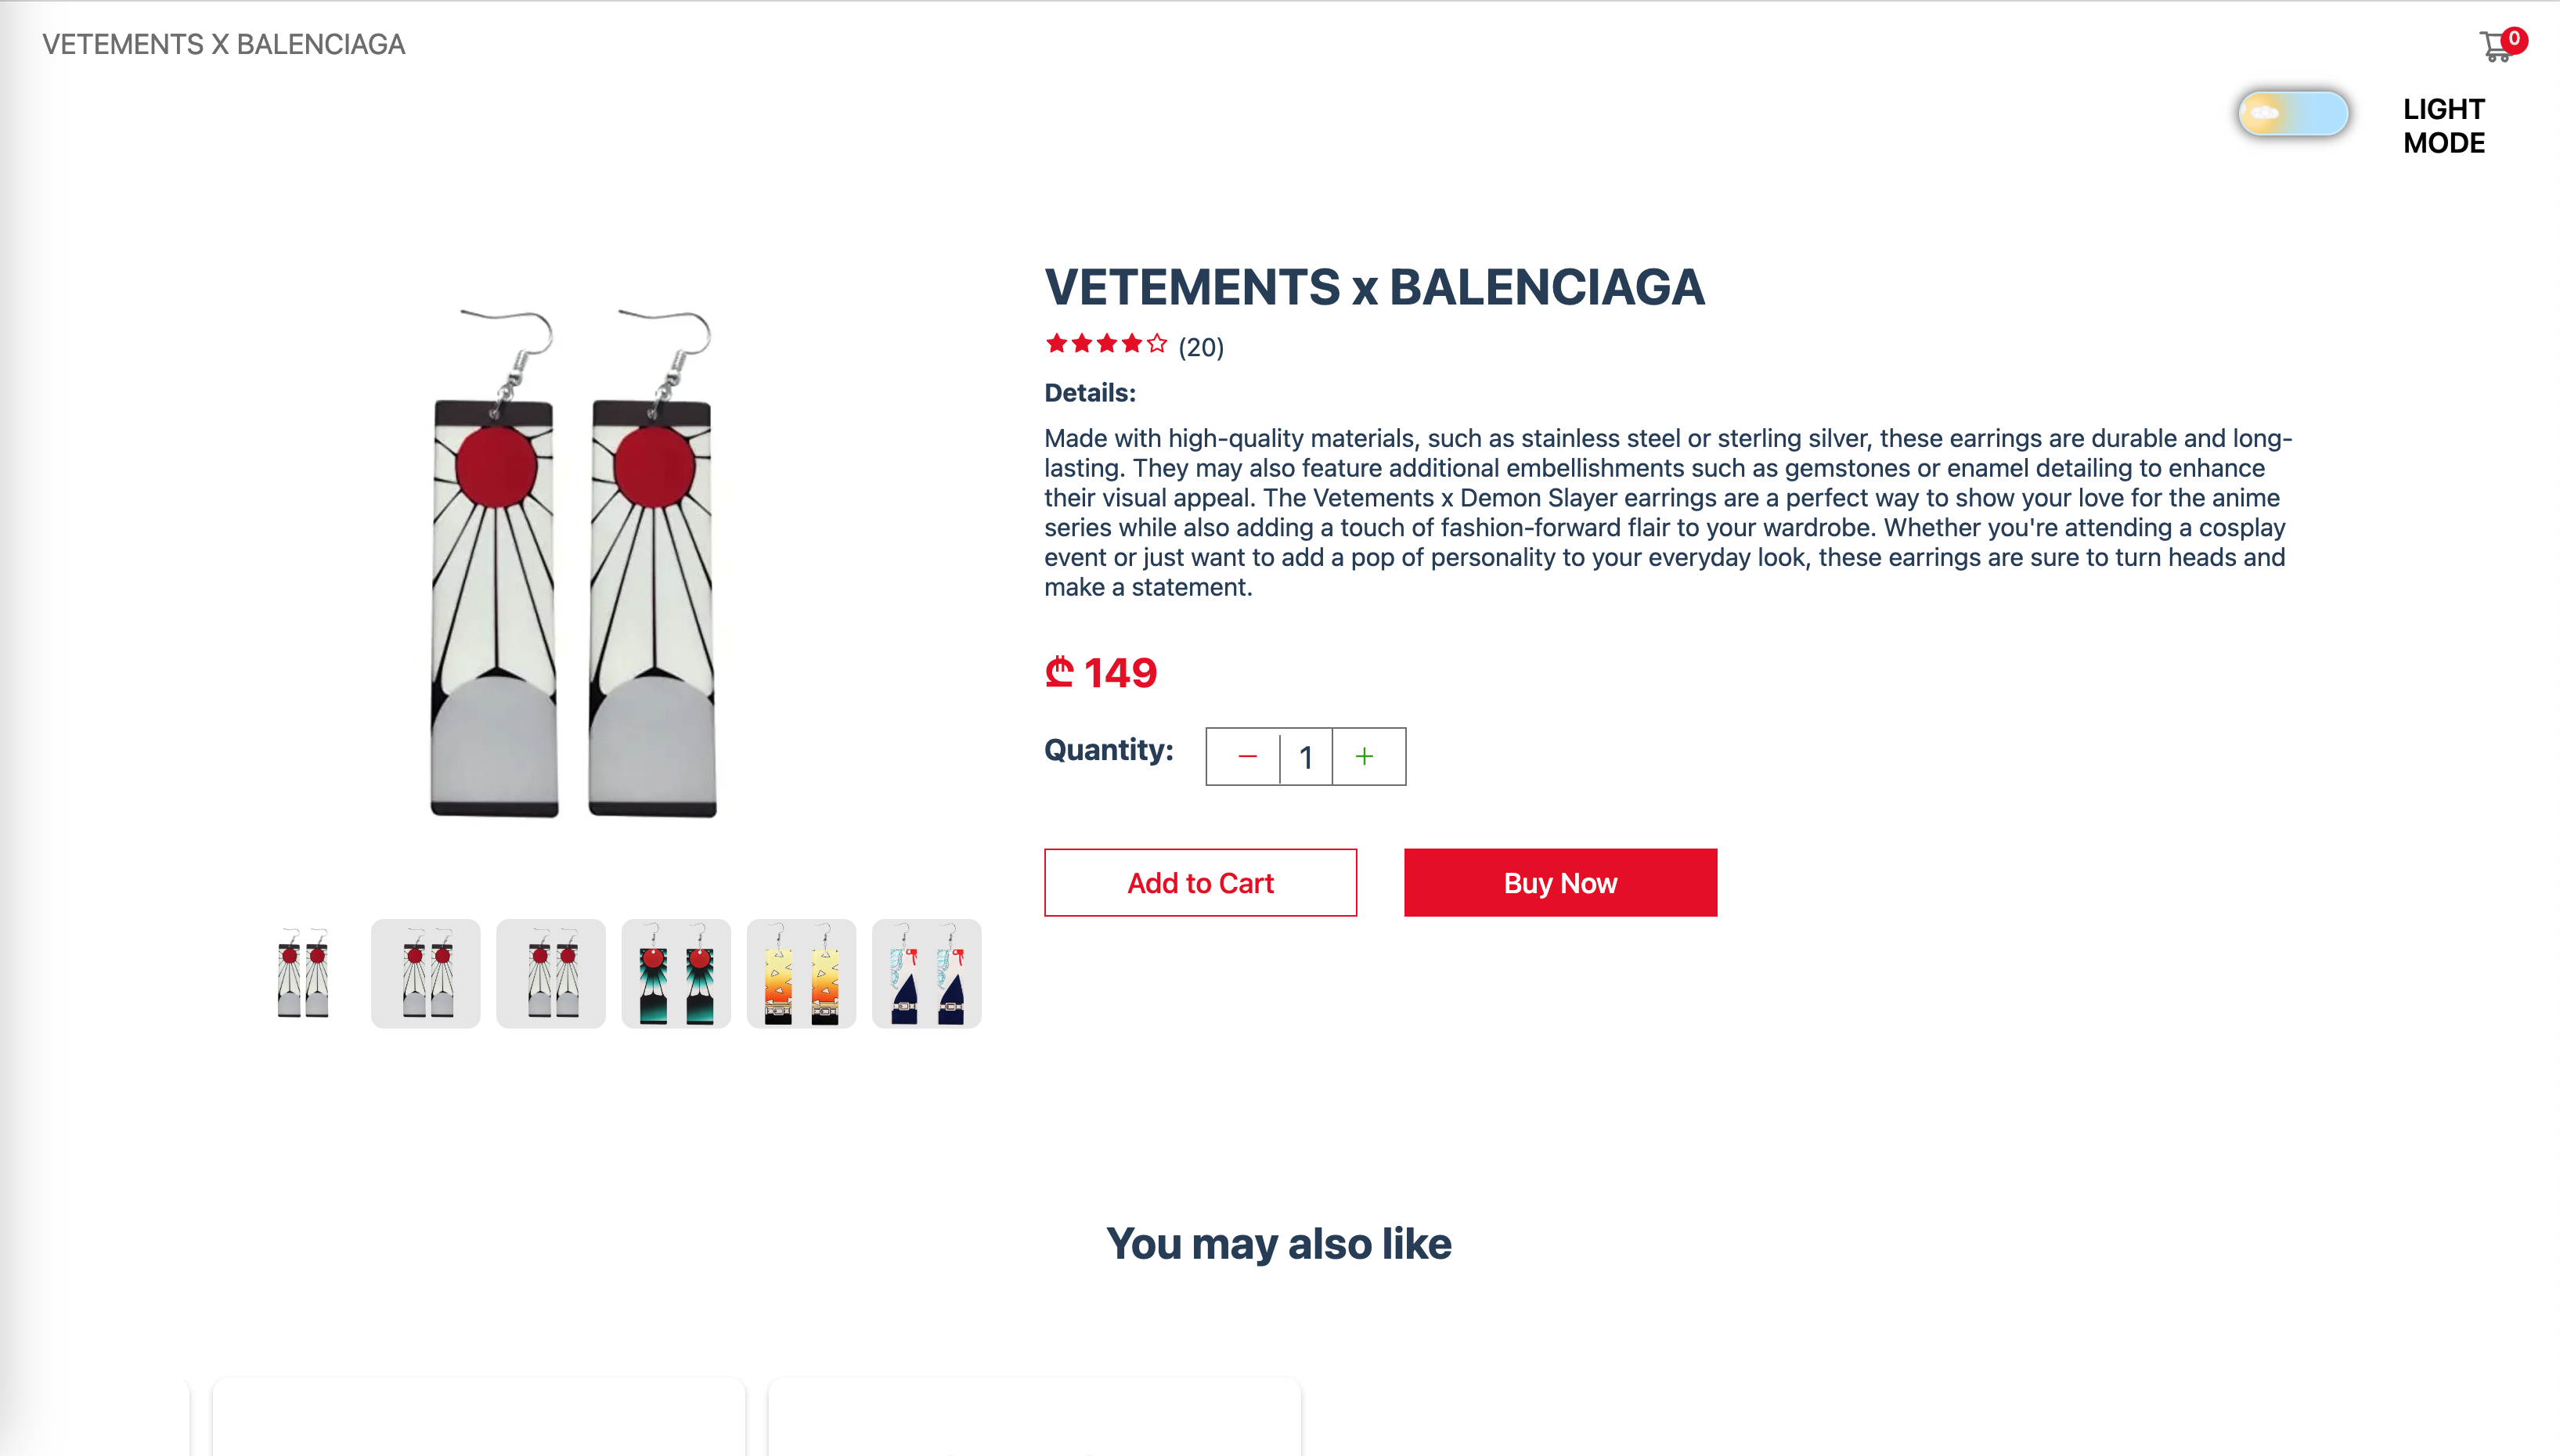 VETEMENTS X BALENCIAGA
0
LIGHT
MODE
VETEMENTS x BALENCIAGA
(20)
Details:
Made with high-quality materials, such as stainless steel or sterling silver, these earrings are durable and long-
lasting. They may also feature additional embellishments such as gemstones or enamel detailing to enhance
their visual appeal. The Vetements x Demon Slayer earrings are a perfect way to show your love for the anime
series while also adding a touch of fashion-forward flair to your wardrobe. Whether you're attending a cosplay
event or just want to add a pop of personality to your everyday look, these earrings are sure to turn heads and
make a statement.
₾ 149
Quantity:
− 1 +
Add to Cart
Buy Now
You may also like